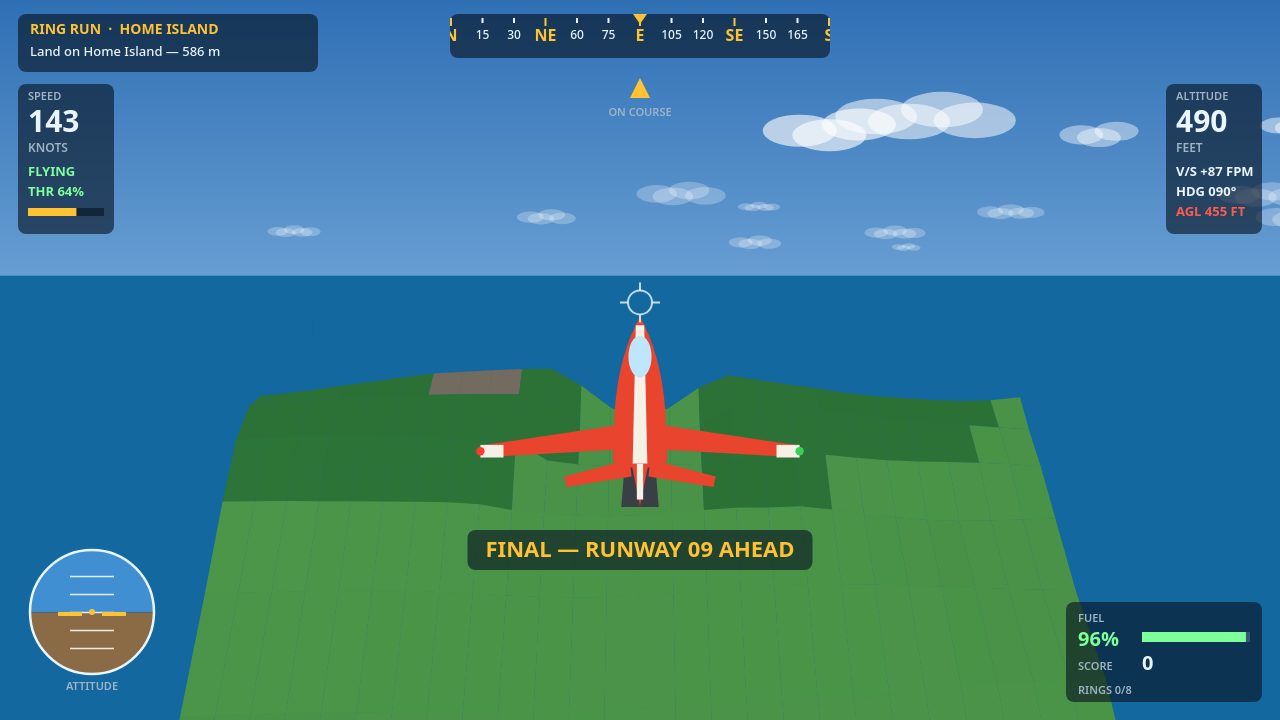 RING RUN · HOME ISLAND
Land on Home Island — 586 m
N 15 30 NE 60 75 E 105 120 SE 150 165 S
ON COURSE
SPEED
143
KNOTS
FLYING
THR 64%
ALTITUDE
490
FEET
V/S +87 FPM
HDG 090°
AGL 455 FT
FINAL — RUNWAY 09 AHEAD
ATTITUDE
FUEL
96%
SCORE 0
RINGS 0/8